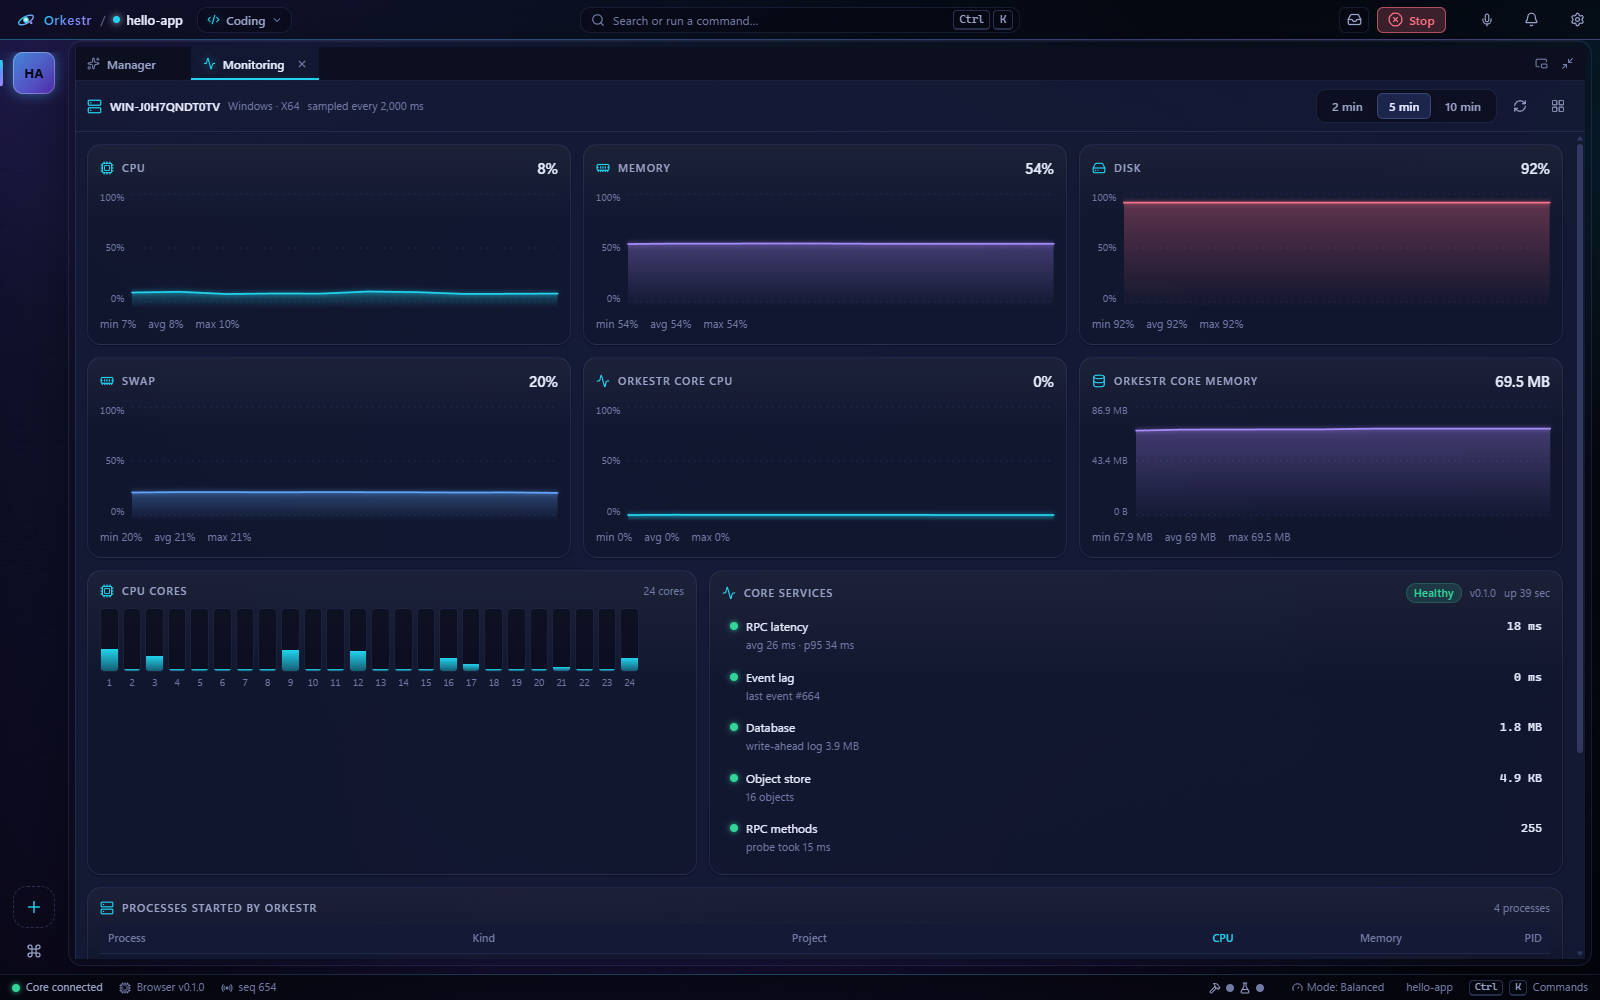 Orkestr / hello-app Coding Search or run a command... Ctrl K Stop
HA
Manager Monitoring
WIN-J0H7QNDT0TV Windows · X64 sampled every 2,000 ms 2 min 5 min 10 min
CPU 8%
100%
50%
0%
min 7% avg 8% max 10%
MEMORY 54%
100%
50%
0%
min 54% avg 54% max 54%
DISK 92%
100%
50%
0%
min 92% avg 92% max 92%
SWAP 20%
100%
50%
0%
min 20% avg 21% max 21%
ORKESTR CORE CPU 0%
100%
50%
0%
min 0% avg 0% max 0%
ORKESTR CORE MEMORY 69.5 MB
86.9 MB
43.4 MB
0 B
min 67.9 MB avg 69 MB max 69.5 MB
CPU CORES 24 cores
1 2 3 4 5 6 7 8 9 10 11 12 13 14 15 16 17 18 19 20 21 22 23 24
CORE SERVICES Healthy v0.1.0 up 39 sec
RPC latency 18 ms
avg 26 ms · p95 34 ms
Event lag 0 ms
last event #664
Database 1.8 MB
write-ahead log 3.9 MB
Object store 4.9 KB
16 objects
RPC methods 255
probe took 15 ms
PROCESSES STARTED BY ORKESTR 4 processes
Process Kind Project CPU Memory PID
Core connected Browser v0.1.0 seq 654 Mode: Balanced hello-app Ctrl K Commands